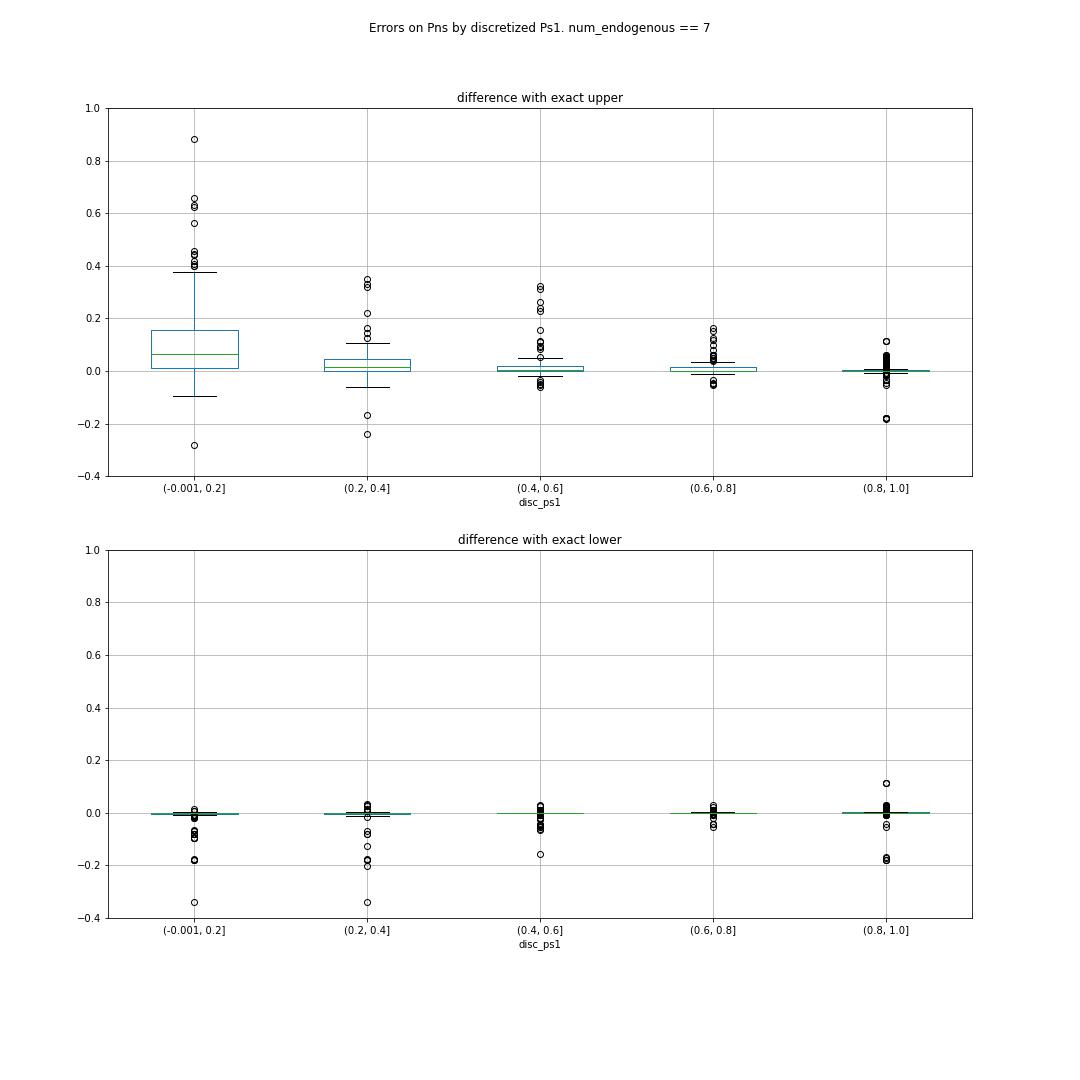 Errors on Pns by discretized Ps1. num_endogenous == 7
difference with exact upper
1.0
0.8
0.6
0.4
0.2
0.0
−0.2
−0.4
(-0.001, 0.2] (0.2, 0.4] (0.4, 0.6] (0.6, 0.8] (0.8, 1.0]
disc_ps1
difference with exact lower
1.0
0.8
0.6
0.4
0.2
0.0
−0.2
−0.4
(-0.001, 0.2] (0.2, 0.4] (0.4, 0.6] (0.6, 0.8] (0.8, 1.0]
disc_ps1